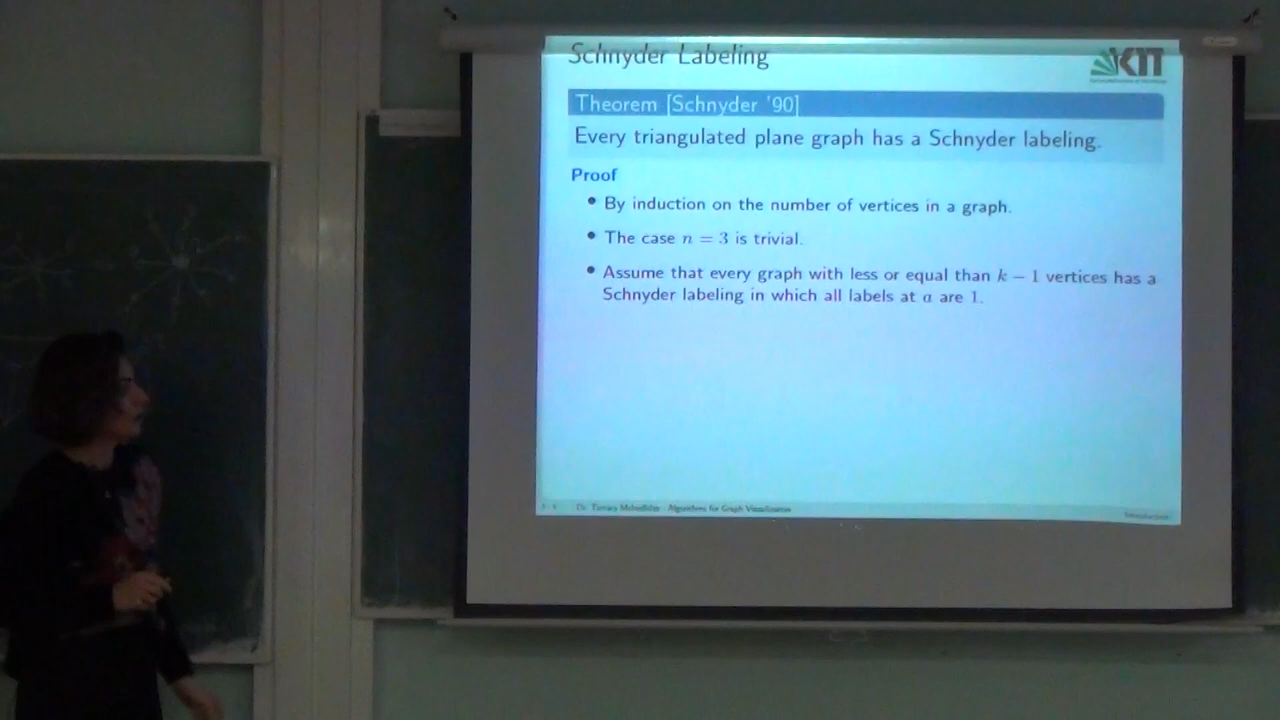 Schnyder Labeling
KIT
Theorem [Schnyder '90]
Every triangulated plane graph has a Schnyder labeling.
Proof
• By induction on the number of vertices in a graph.
• The case n = 3 is trivial.
• Assume that every graph with less or equal than k − 1 vertices has a
Schnyder labeling in which all labels at a are 1.
Dr. Tamara Mchedlidze · Algorithms for Graph Visualization